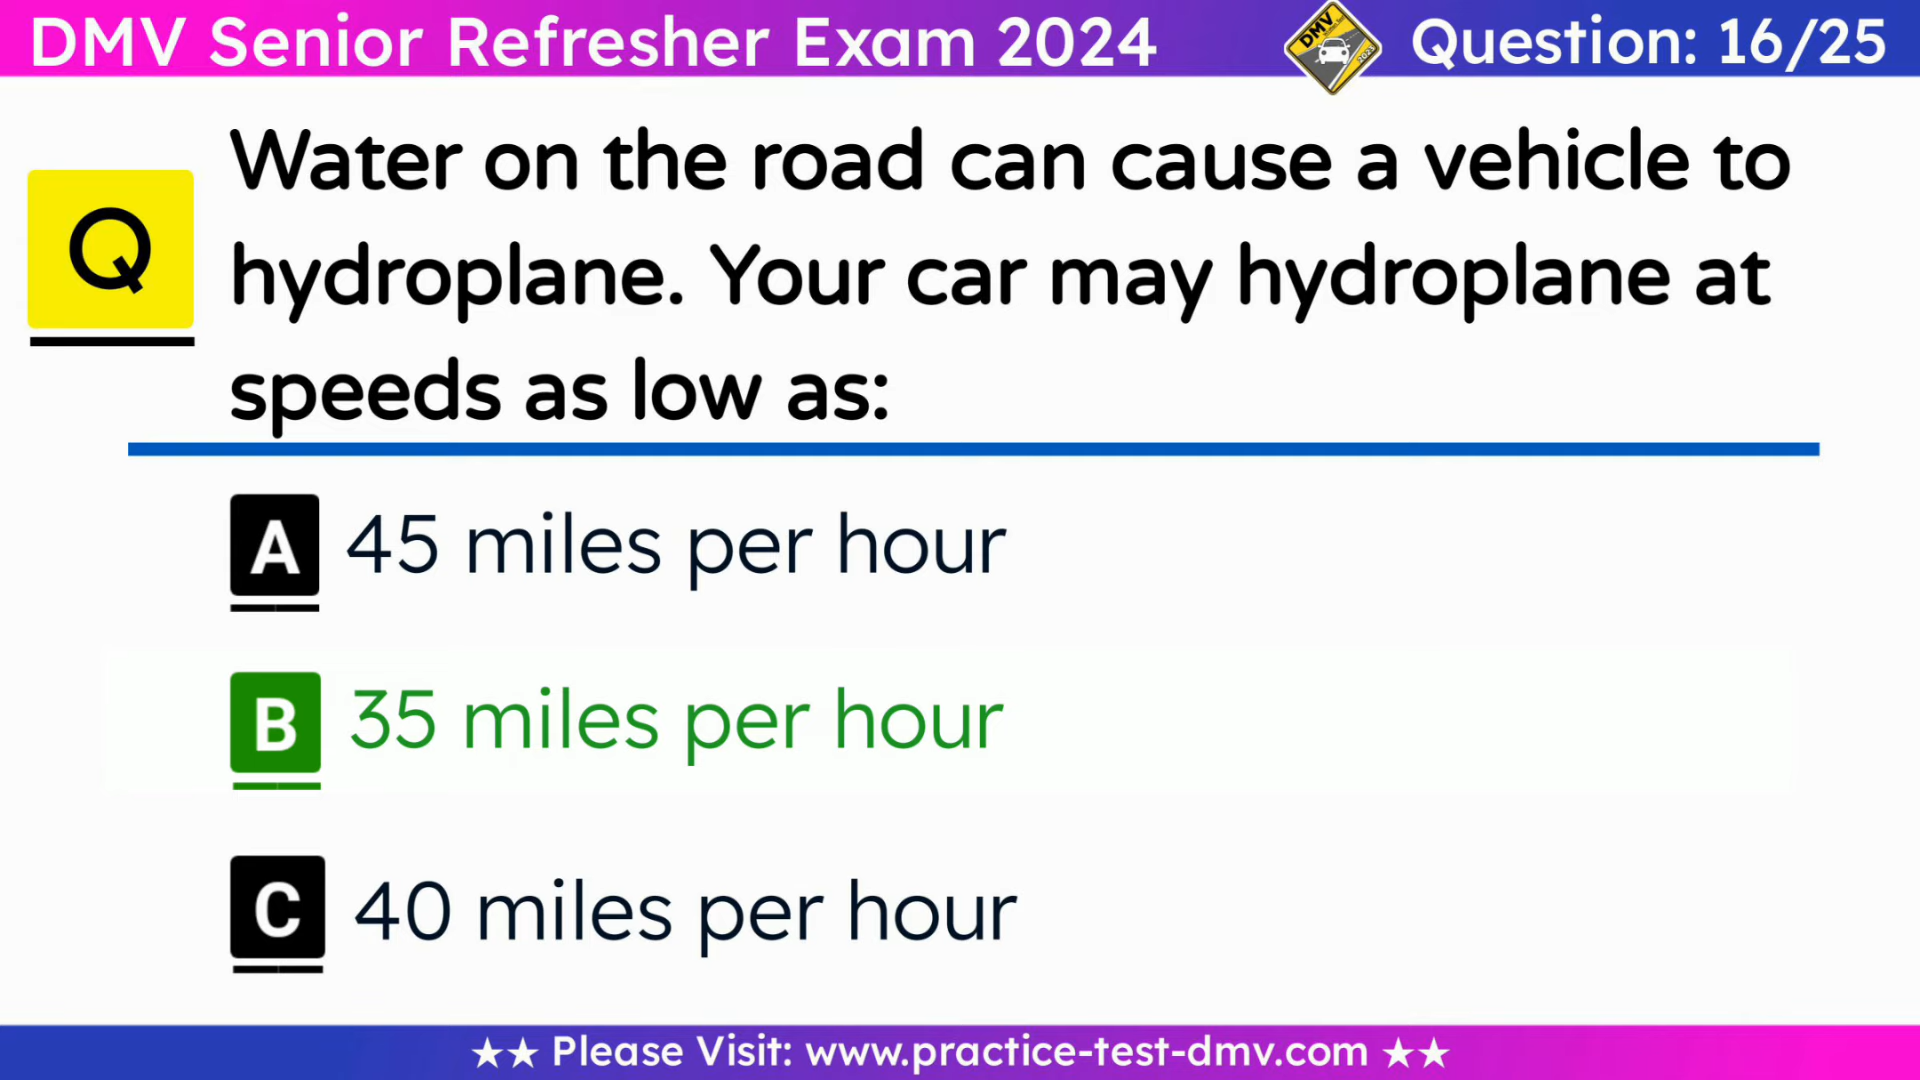 DMV Senior Refresher Exam 2024
DMV
Question: 16/25
Q
Water on the road can cause a vehicle to
hydroplane. Your car may hydroplane at
speeds as low as:
A 45 miles per hour
B 35 miles per hour
C 40 miles per hour
★★ Please Visit: www.practice-test-dmv.com ★★